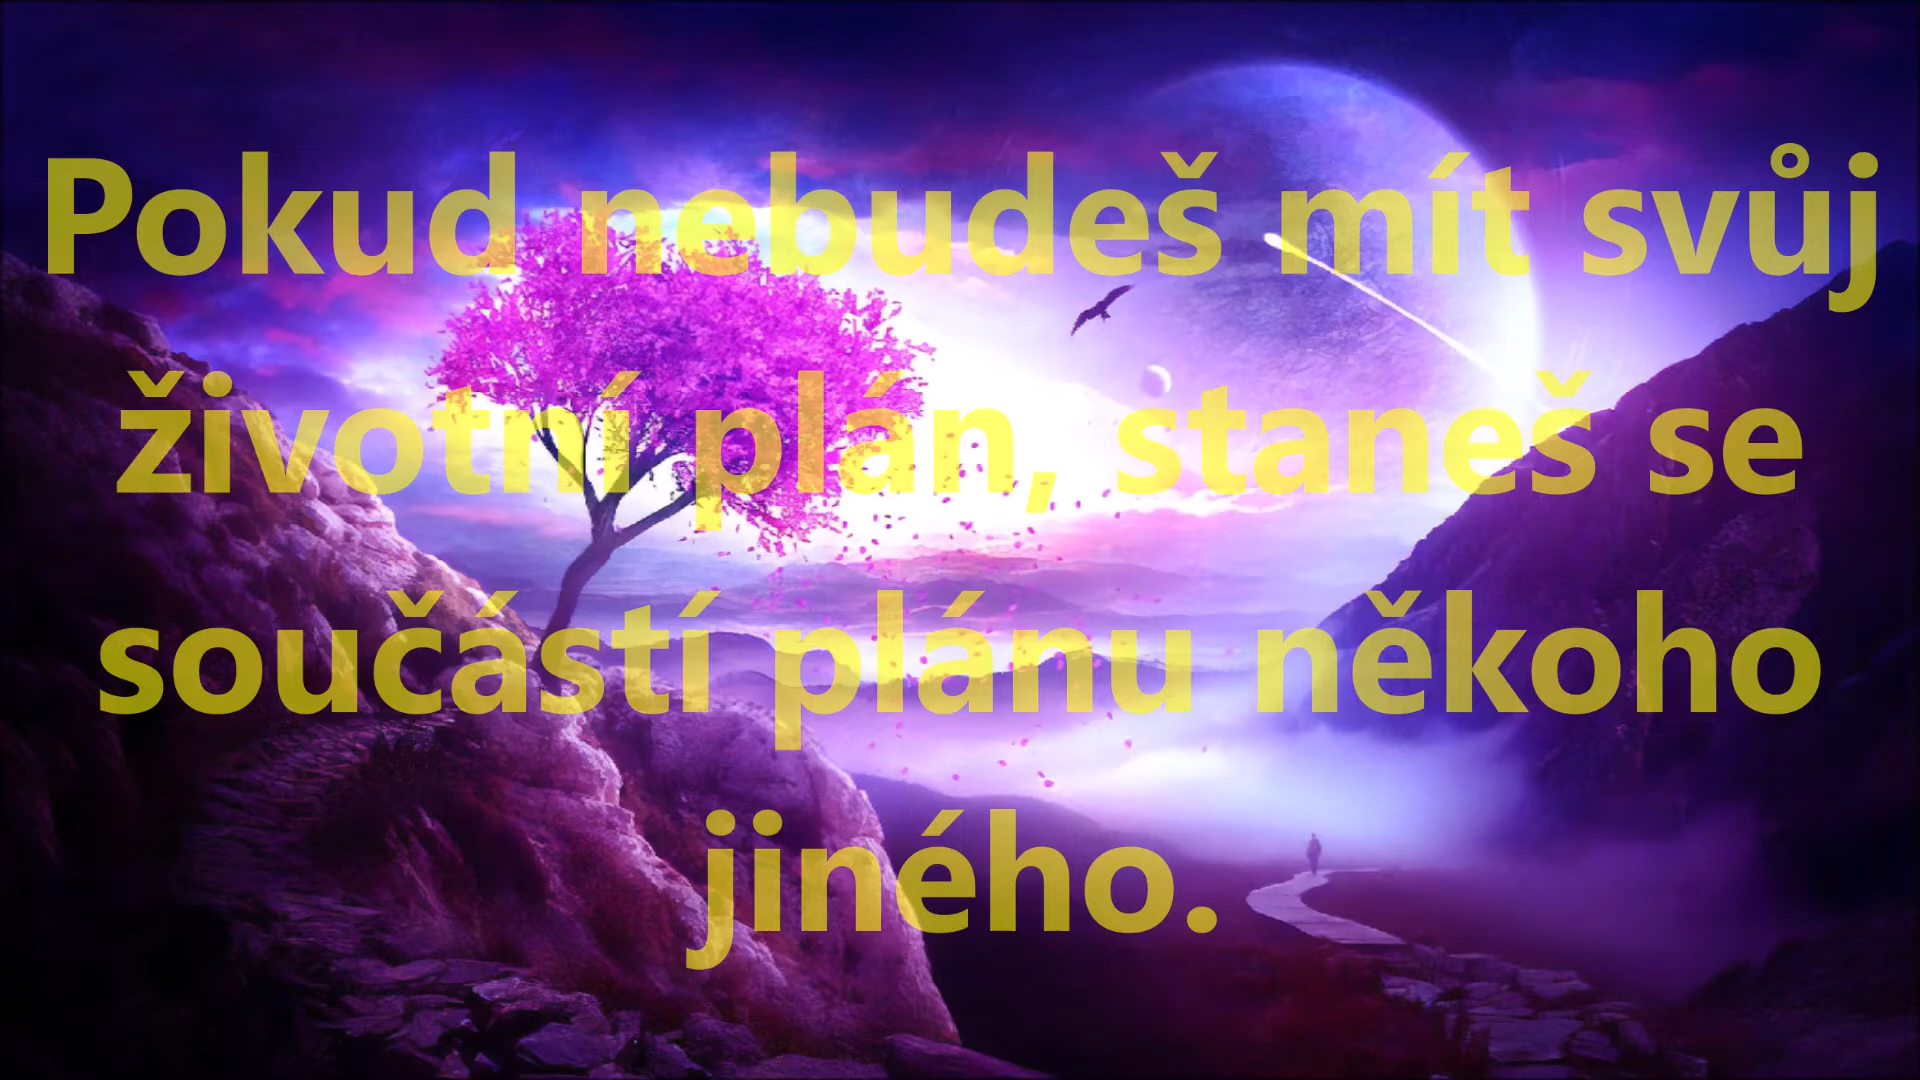 Pokud nebudeš mít svůj
životní plán, staneš se
součástí plánu někoho
jiného.